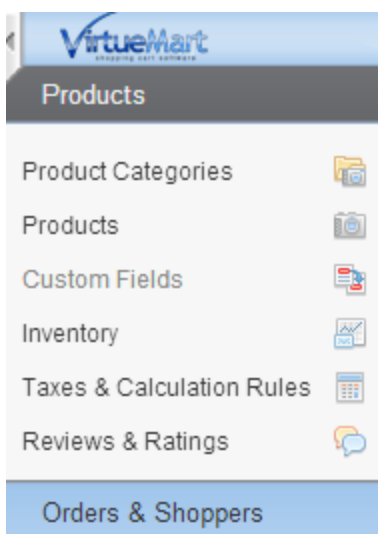 VirtueMart
shopping cart software
Products
Product Categories
Products
Custom Fields
Inventory
Taxes & Calculation Rules
Reviews & Ratings
Orders & Shoppers